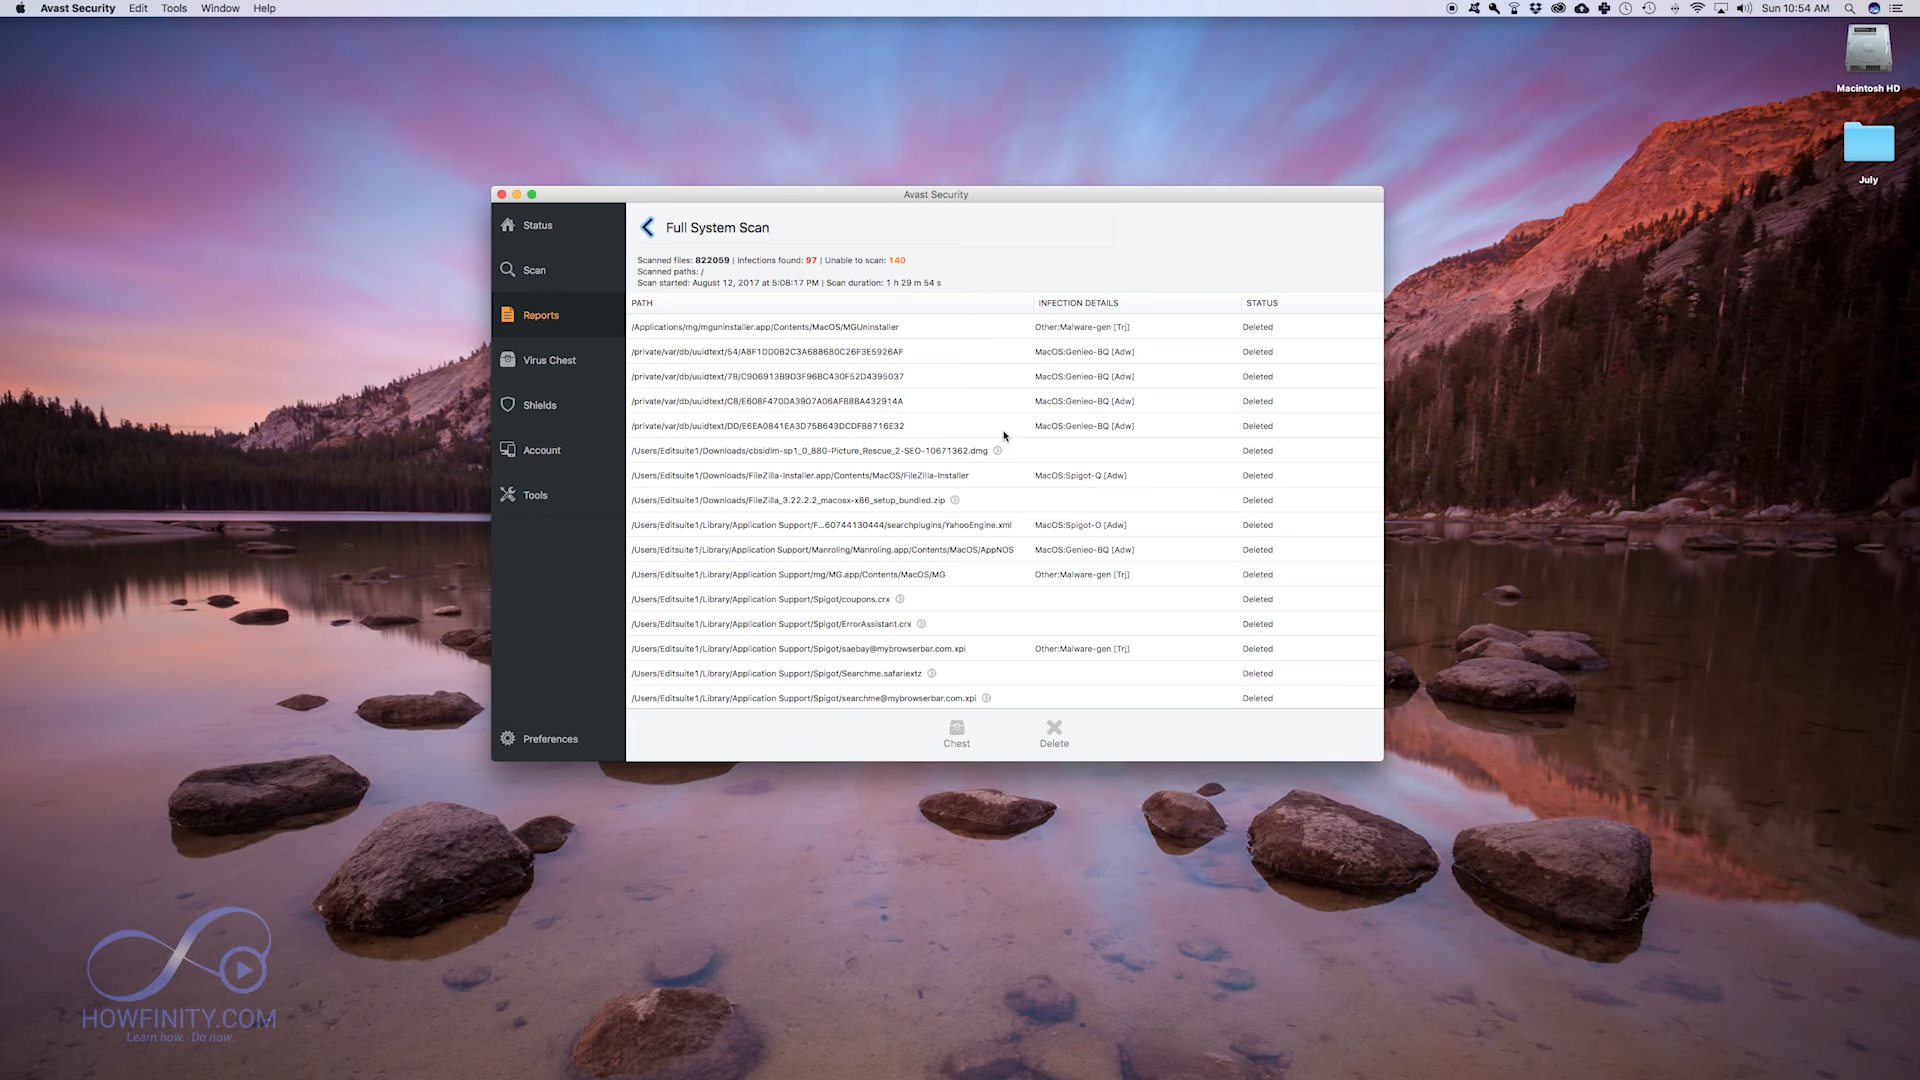 Avast Security Edit Tools Window Help
Sun 10:54 AM
Macintosh HD
July
Avast Security
Status
Scan
Reports
Virus Chest
Shields
Account
Tools
Preferences
Full System Scan
Scanned files: 822059 | Infections found: 97 | Unable to scan: 140
Scanned paths: /
Scan started: August 12, 2017 at 5:08:17 PM | Scan duration: 1 h 29 m 54 s
PATH INFECTION DETAILS STATUS
/Applications/mg/mguninstaller.app/Contents/MacOS/MGUninstaller Other:Malware-gen [Trj] Deleted
/private/var/db/uuidtext/54/A8F1DD0B2C3A688680C26F3E5926AF MacOS:Genieo-BQ [Adw] Deleted
/private/var/db/uuidtext/7B/C906913B9D3F96BC430F52D4395037 MacOS:Genieo-BQ [Adw] Deleted
/private/var/db/uuidtext/C8/E608F470DA3907A06AF88BA432914A MacOS:Genieo-BQ [Adw] Deleted
/private/var/db/uuidtext/DD/E6EA0841EA3D75B643DCDFB8716E32 MacOS:Genieo-BQ [Adw] Deleted
/Users/Editsuite1/Downloads/cbsidlm-sp1_0_880-Picture_Rescue_2-SEO-10671362.dmg Deleted
/Users/Editsuite1/Downloads/FileZilla-Installer.app/Contents/MacOS/FileZilla-Installer MacOS:Spigot-Q [Adw] Deleted
/Users/Editsuite1/Downloads/FileZilla_3.22.2.2_macosx-x86_setup_bundled.zip Deleted
/Users/Editsuite1/Library/Application Support/F...60744130444/searchplugins/YahooEngine.xml MacOS:Spigot-O [Adw] Deleted
/Users/Editsuite1/Library/Application Support/Manroling/Manroling.app/Contents/MacOS/AppNOS MacOS:Genieo-BQ [Adw] Deleted
/Users/Editsuite1/Library/Application Support/mg/MG.app/Contents/MacOS/MG Other:Malware-gen [Trj] Deleted
/Users/Editsuite1/Library/Application Support/Spigot/coupons.crx Deleted
/Users/Editsuite1/Library/Application Support/Spigot/ErrorAssistant.crx Deleted
/Users/Editsuite1/Library/Application Support/Spigot/saebay@mybrowserbar.com.xpi Other:Malware-gen [Trj] Deleted
/Users/Editsuite1/Library/Application Support/Spigot/Searchme.safariextz Deleted
/Users/Editsuite1/Library/Application Support/Spigot/searchme@mybrowserbar.com.xpi Deleted
Chest Delete
HOWFINITY.COM
Learn how. Do now.